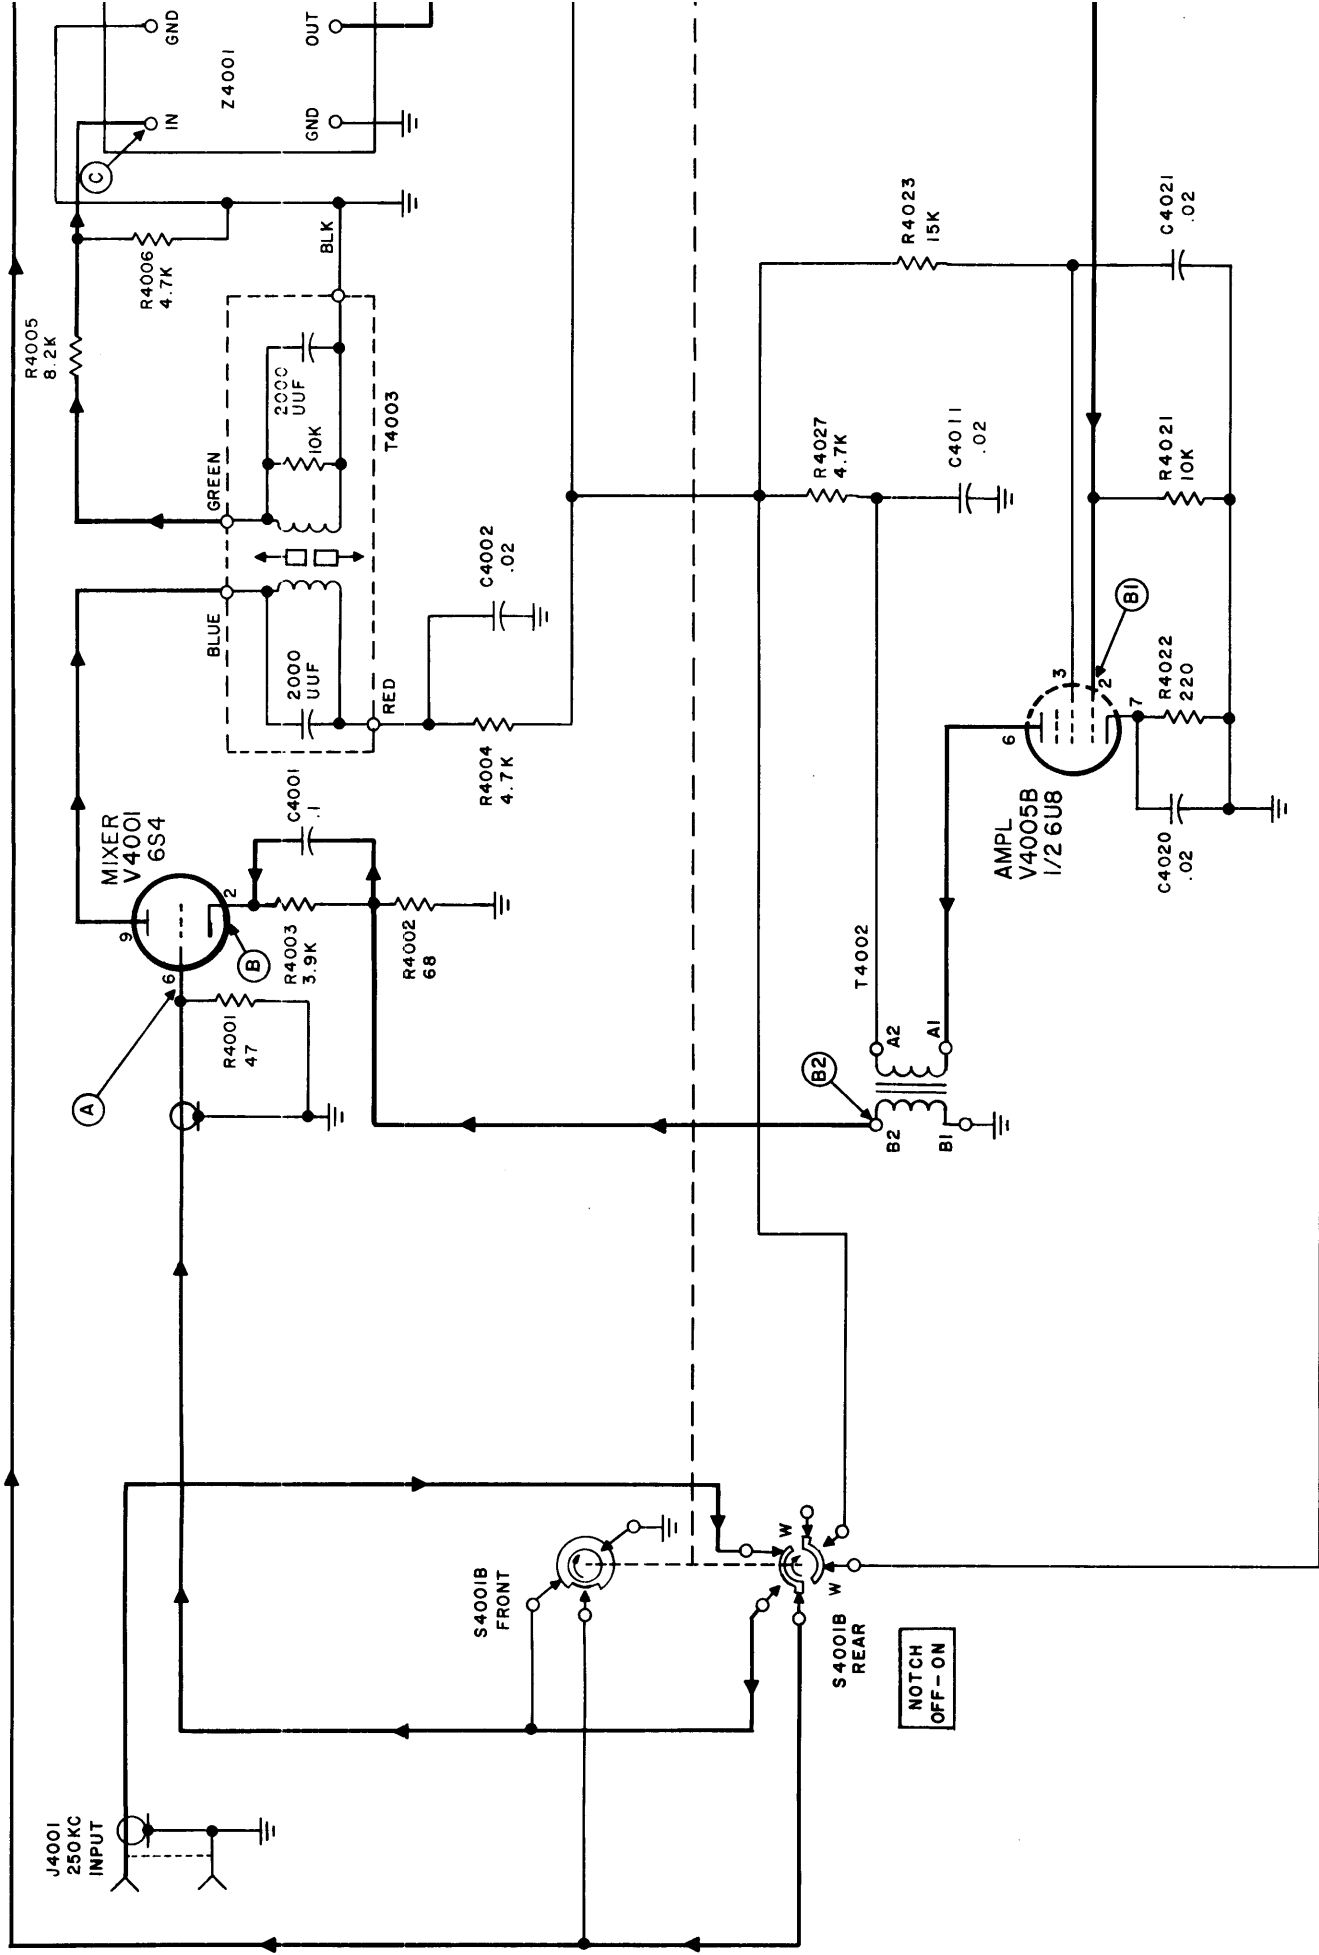 J4001
250KC
INPUT
A
R4001
47
6
9
2
MIXER
V4001
6S4
B
R4003
3.9K
R4002
68
C4001
.1
BLUE
RED
2000
UUF
GREEN
10K
2000
UUF
BLK
T4003
R4005
8.2K
R4006
4.7K
C
IN
GND
Z4001
GND
OUT
R4004
4.7K
C4002
.02
S4001B
FRONT
W
W
S4001B
REAR
NOTCH
OFF-ON
B2
B2
B1
A2
A1
T4002
R4027
4.7K
C4011
.02
R4023
15K
AMPL
V4005B
1/2 6U8
6
3
2
7
B1
C4020
.02
R4022
220
R4021
10K
C4021
.02